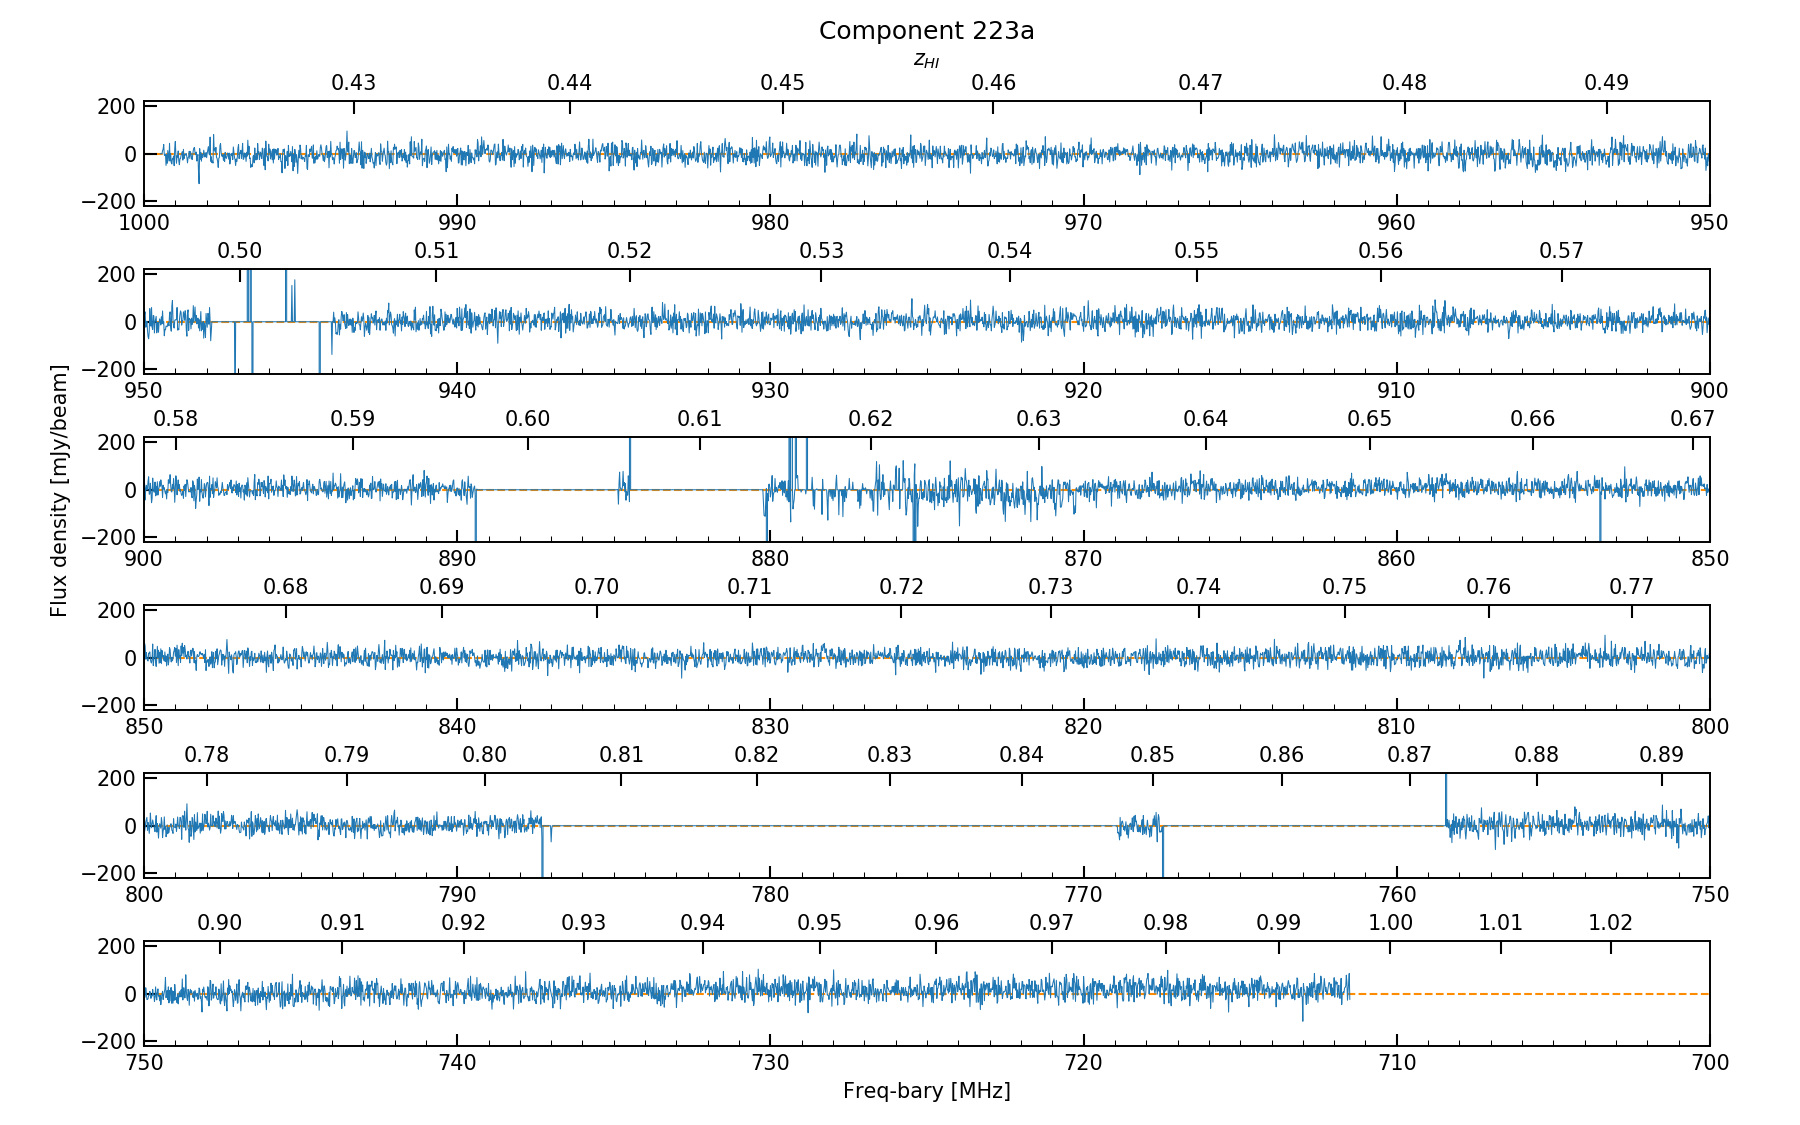 Component 223a
z_HI
0.43 0.44 0.45 0.46 0.47 0.48 0.49
200
0
−200
1000 990 980 970 960 950
0.50 0.51 0.52 0.53 0.54 0.55 0.56 0.57
200
0
−200
950 940 930 920 910 900
0.58 0.59 0.60 0.61 0.62 0.63 0.64 0.65 0.66 0.67
200
0
−200
900 890 880 870 860 850
Flux density [mJy/beam]
0.68 0.69 0.70 0.71 0.72 0.73 0.74 0.75 0.76 0.77
200
0
−200
850 840 830 820 810 800
0.78 0.79 0.80 0.81 0.82 0.83 0.84 0.85 0.86 0.87 0.88 0.89
200
0
−200
800 790 780 770 760 750
0.90 0.91 0.92 0.93 0.94 0.95 0.96 0.97 0.98 0.99 1.00 1.01 1.02
200
0
−200
750 740 730 720 710 700
Freq-bary [MHz]